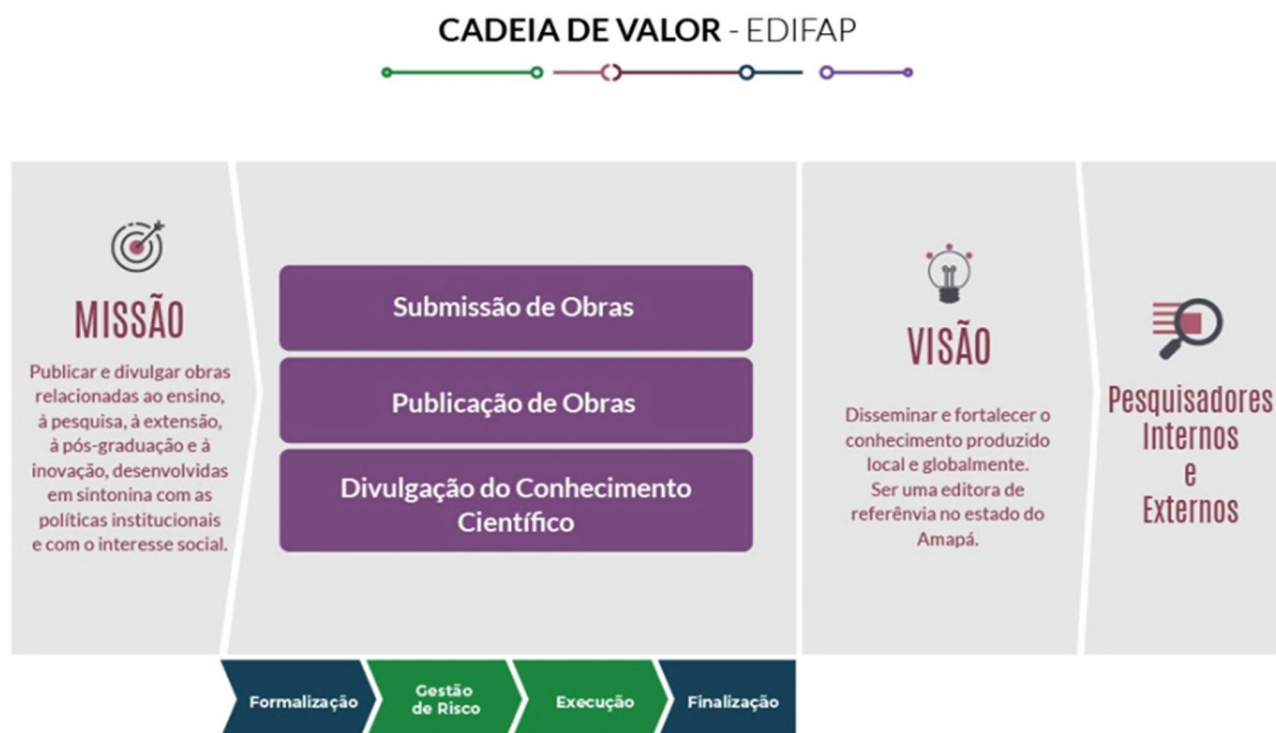 CADEIA DE VALOR - EDIFAP
MISSÃO
Publicar e divulgar obras
relacionadas ao ensino,
à pesquisa, à extensão,
à pós-graduação e à
inovação, desenvolvidas
em sintonina com as
políticas institucionais
e com o interesse social.
Submissão de Obras
Publicação de Obras
Divulgação do Conhecimento
Científico
VISÃO
Disseminar e fortalecer o
conhecimento produzido
local e globalmente.
Ser uma editora de
referênvia no estado do
Amapá.
Pesquisadores
Internos
e
Externos
Formalização
Gestão
de Risco
Execução
Finalização